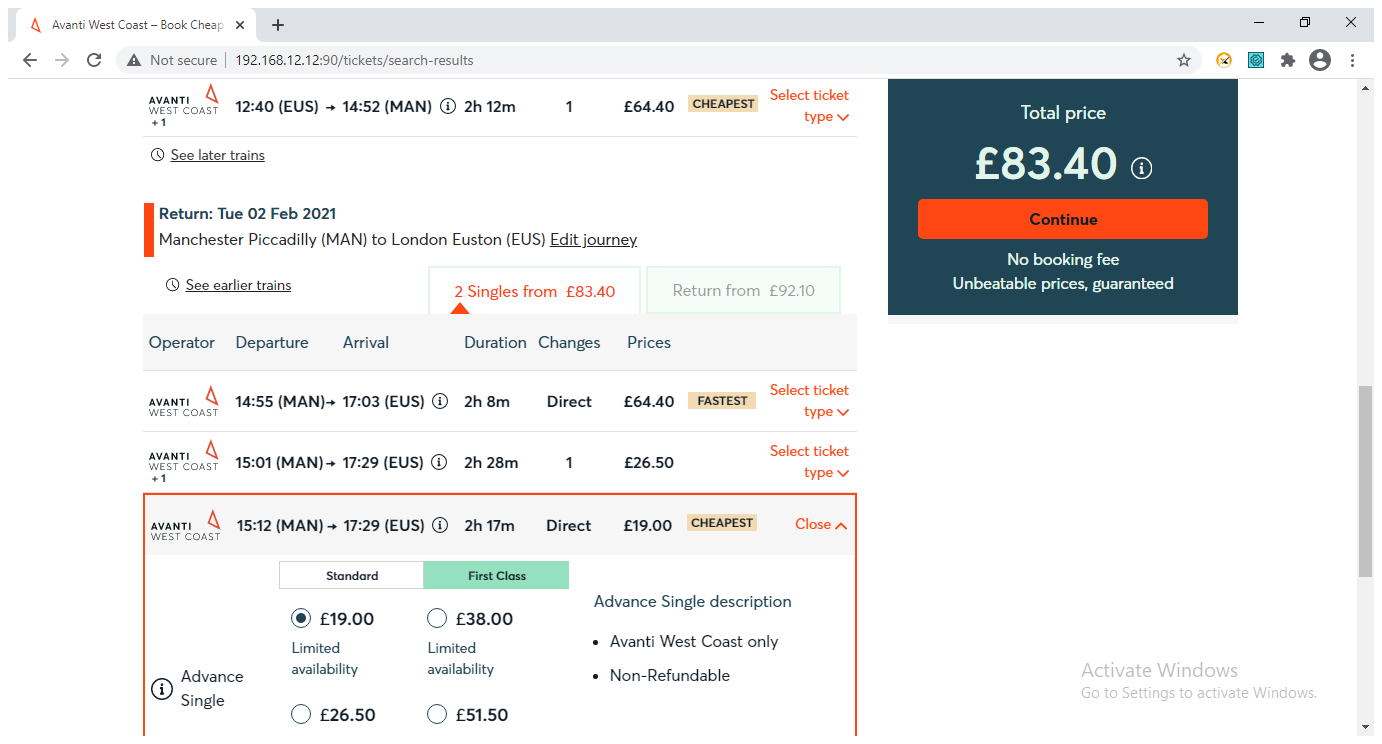 Avanti West Coast – Book Cheap
Not secure 192.168.12.12:90/tickets/search-results
AVANTI WEST COAST +1 12:40 (EUS) → 14:52 (MAN) 2h 12m 1 £64.40 CHEAPEST Select ticket type
See later trains
Return: Tue 02 Feb 2021
Manchester Piccadilly (MAN) to London Euston (EUS) Edit journey
See earlier trains
2 Singles from £83.40
Return from £92.10
Operator Departure Arrival Duration Changes Prices
AVANTI WEST COAST 14:55 (MAN) → 17:03 (EUS) 2h 8m Direct £64.40 FASTEST Select ticket type
AVANTI WEST COAST +1 15:01 (MAN) → 17:29 (EUS) 2h 28m 1 £26.50 Select ticket type
AVANTI WEST COAST 15:12 (MAN) → 17:29 (EUS) 2h 17m Direct £19.00 CHEAPEST Close
Standard First Class
£19.00 £38.00
Limited availability
Limited availability
Advance Single
£26.50 £51.50
Advance Single description
• Avanti West Coast only
• Non-Refundable
Total price
£83.40
Continue
No booking fee
Unbeatable prices, guaranteed
Activate Windows
Go to Settings to activate Windows.